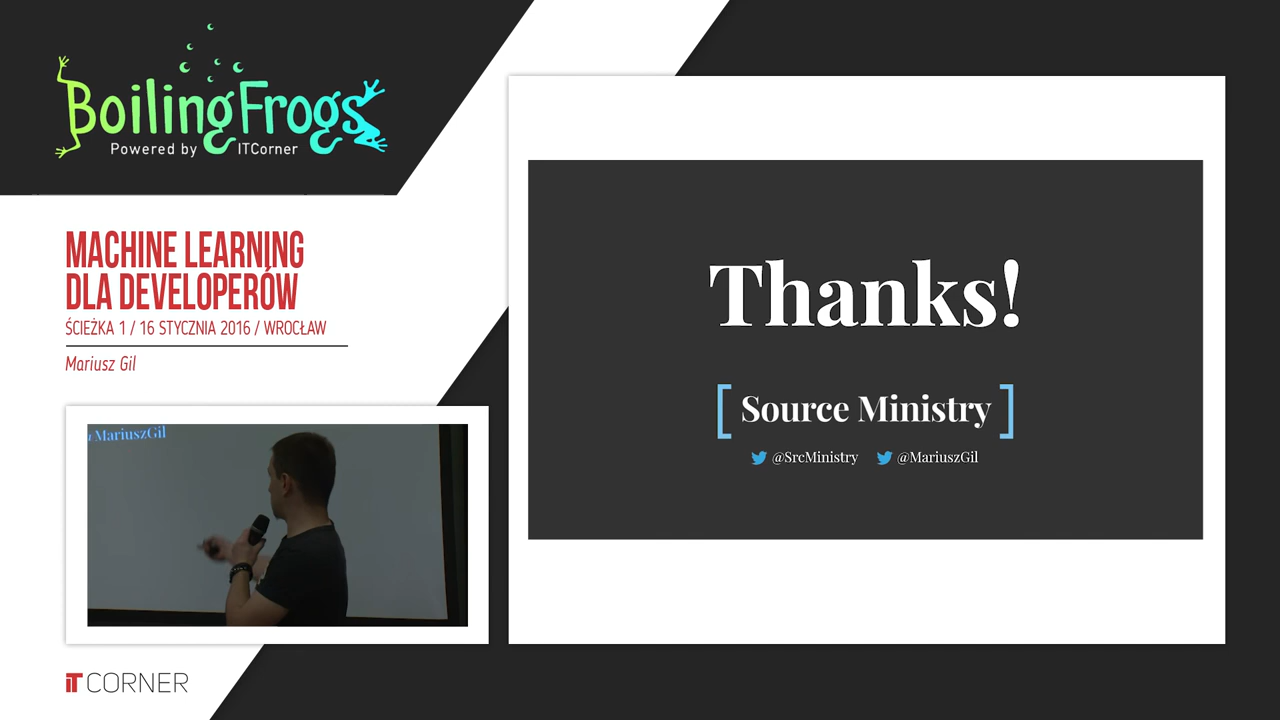 BoilingFrogs
Powered by ITCorner
MACHINE LEARNING
DLA DEVELOPERÓW
ŚCIEŻKA 1 / 16 STYCZNIA 2016 / WROCŁAW
Mariusz Gil
@MariuszGil
Thanks!
[Source Ministry]
@SrcMinistry @MariuszGil
iT CORNER